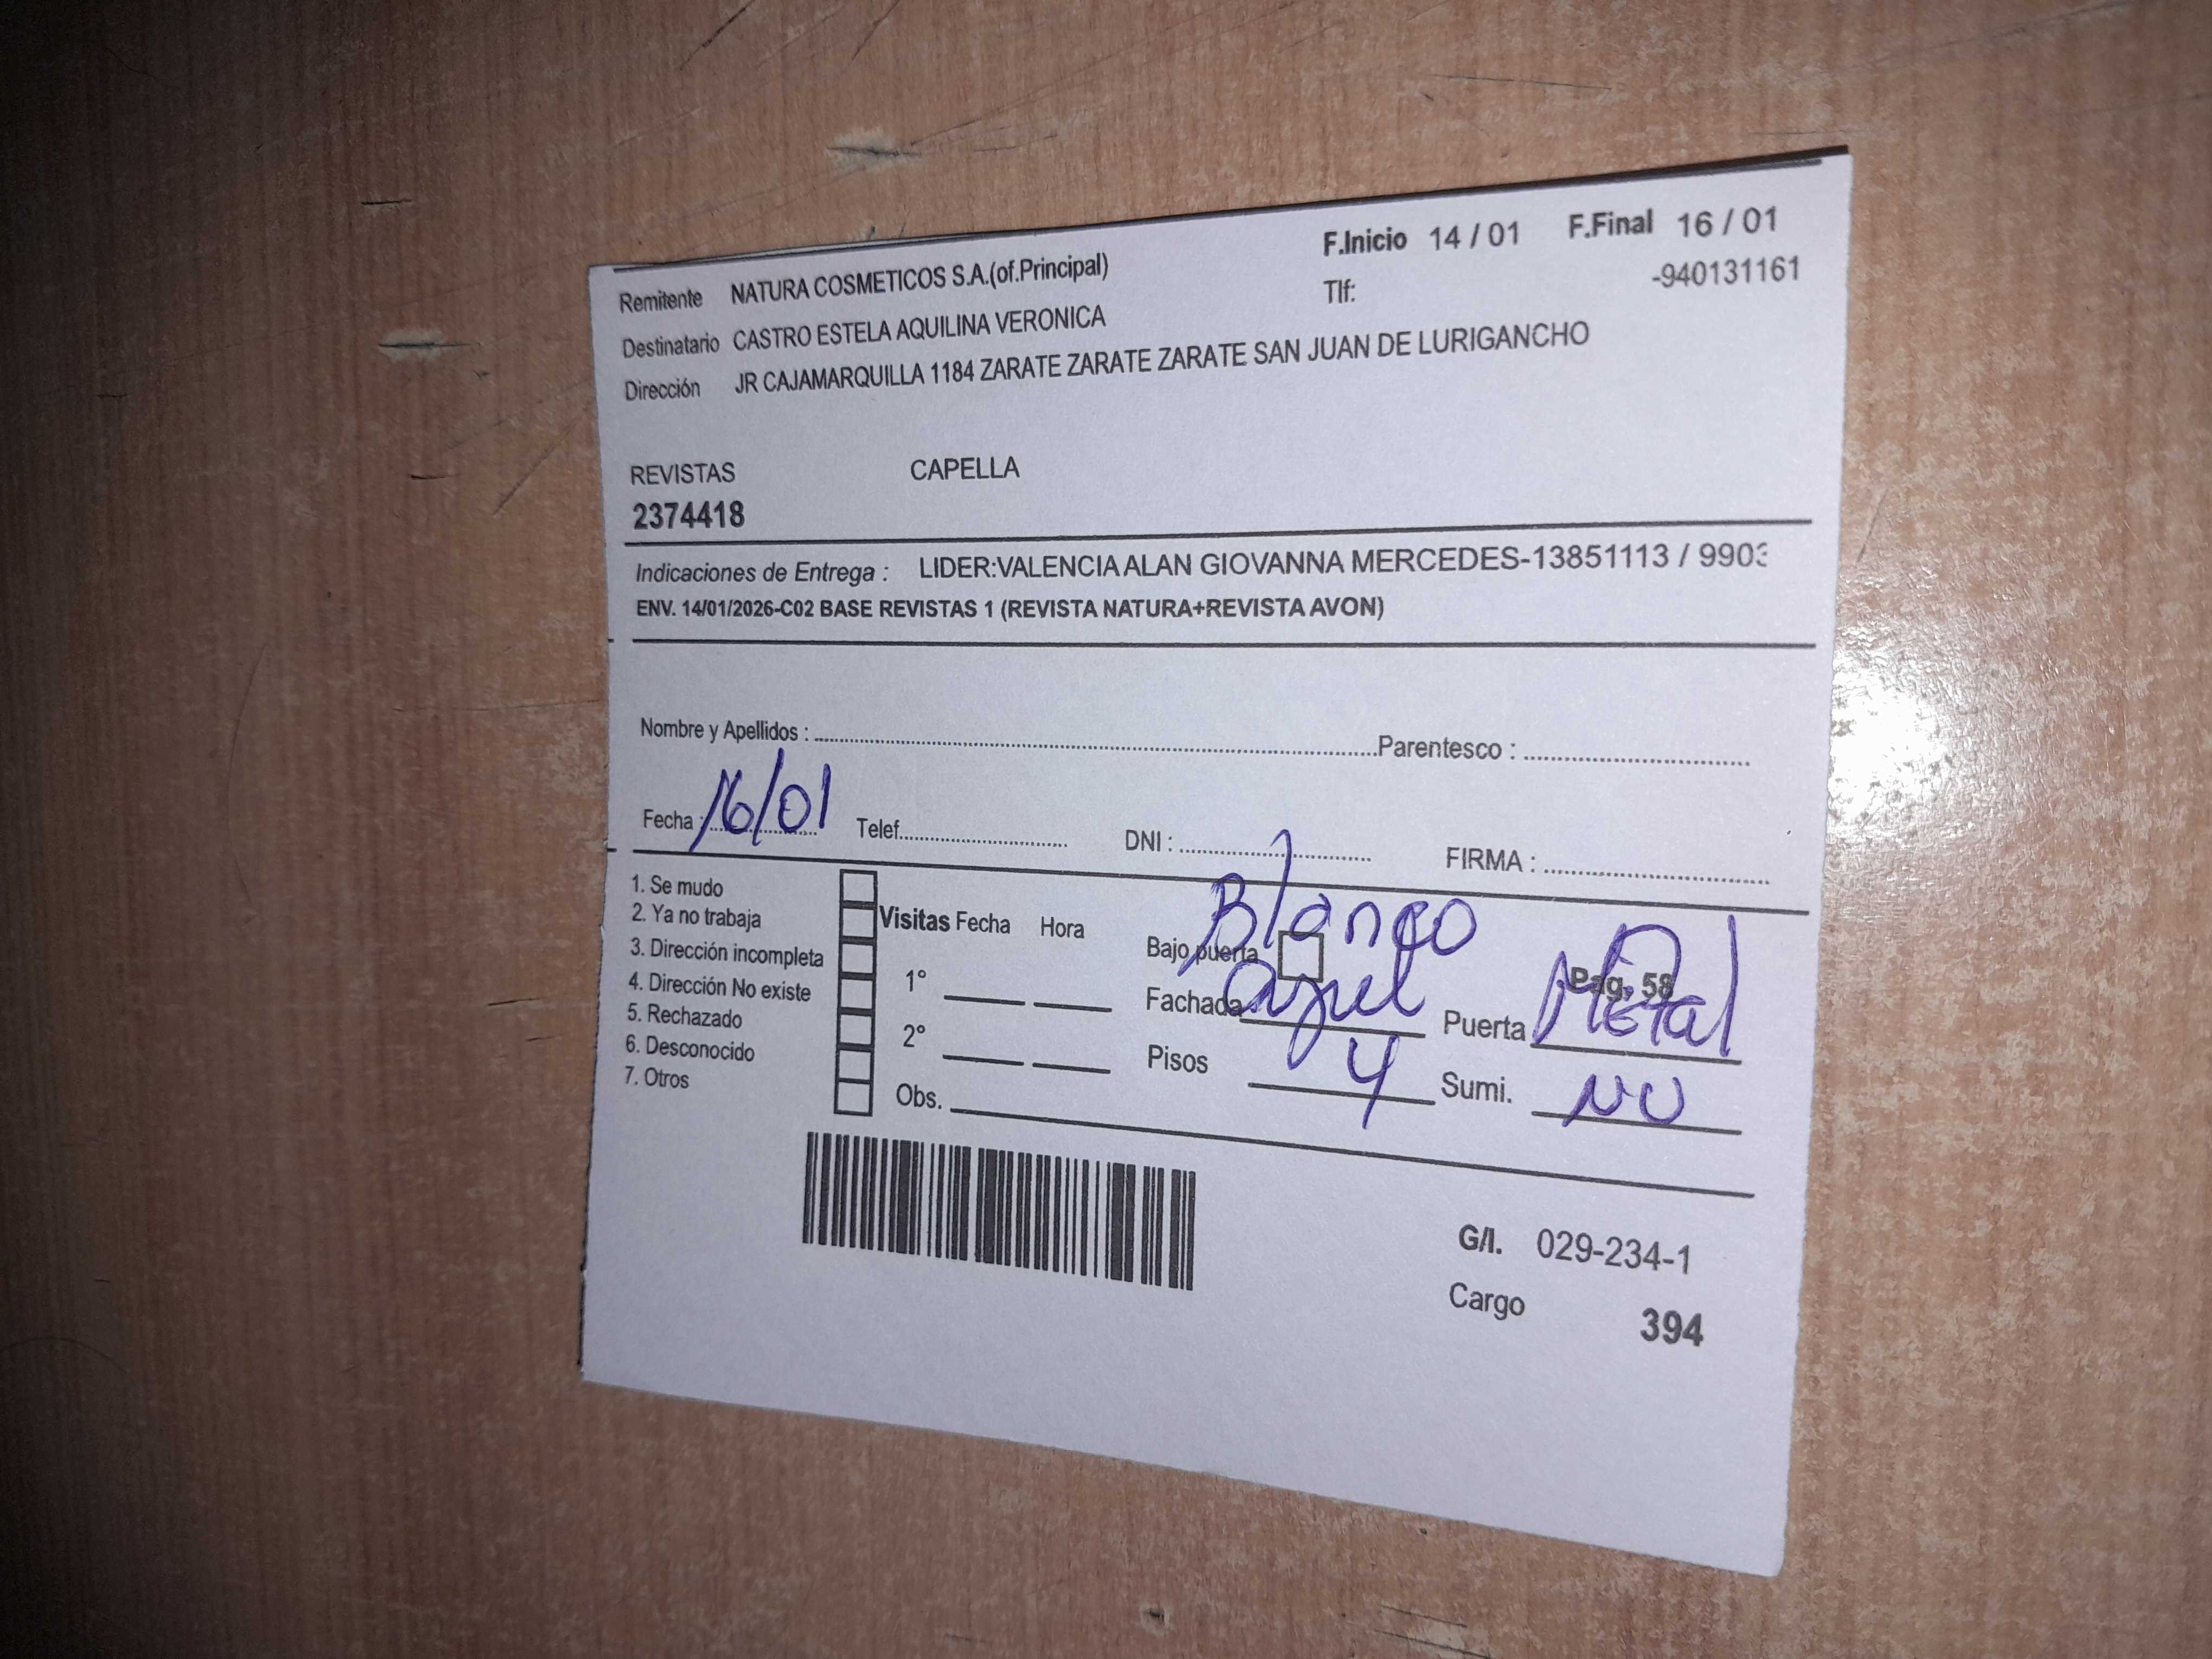 F.Inicio 14 / 01 F.Final 16 / 01
Remitente NATURA COSMETICOS S.A.(of.Principal) Tlf: -940131161
Destinatario CASTRO ESTELA AQUILINA VERONICA
Dirección JR CAJAMARQUILLA 1184 ZARATE ZARATE ZARATE SAN JUAN DE LURIGANCHO
REVISTAS CAPELLA
2374418
Indicaciones de Entrega : LIDER:VALENCIA ALAN GIOVANNA MERCEDES-13851113 / 9903
ENV. 14/01/2026-C02 BASE REVISTAS 1 (REVISTA NATURA+REVISTA AVON)
Nombre y Apellidos : Parentesco :
Fecha : 16/01 Telef. DNI : FIRMA :
1. Se mudo
2. Ya no trabaja
3. Dirección incompleta
4. Dirección No existe
5. Rechazado
6. Desconocido
7. Otros
Visitas Fecha Hora
1°
2°
Obs.
Blanco
Bajo puerta Pag. 58
Fachada azul Puerta Metal
Pisos 4 Sumi. NO
G/I. 029-234-1
Cargo 394